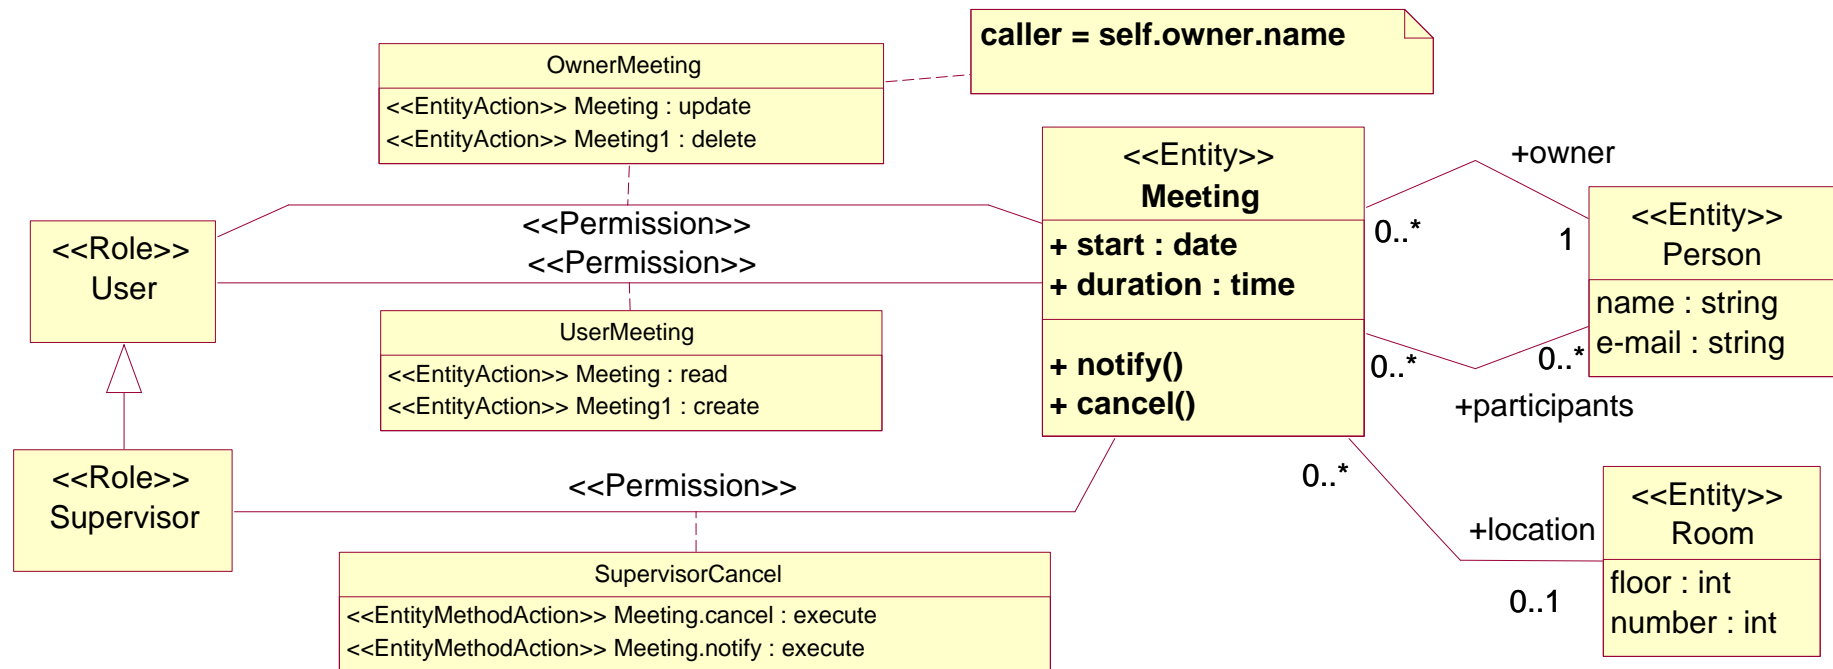 caller = self.owner.name
OwnerMeeting
<<EntityAction>> Meeting : update
<<EntityAction>> Meeting1 : delete
<<Permission>>
<<Permission>>
<<Role>>
User
UserMeeting
<<EntityAction>> Meeting : read
<<EntityAction>> Meeting1 : create
<<Role>>
Supervisor
<<Permission>>
SupervisorCancel
<<EntityMethodAction>> Meeting.cancel : execute
<<EntityMethodAction>> Meeting.notify : execute
<<Entity>>
Meeting
+ start : date
+ duration : time
+ notify()
+ cancel()
+owner
0..*
1
<<Entity>>
Person
name : string
e-mail : string
0..*
0..*
+participants
0..*
+location
0..1
<<Entity>>
Room
floor : int
number : int